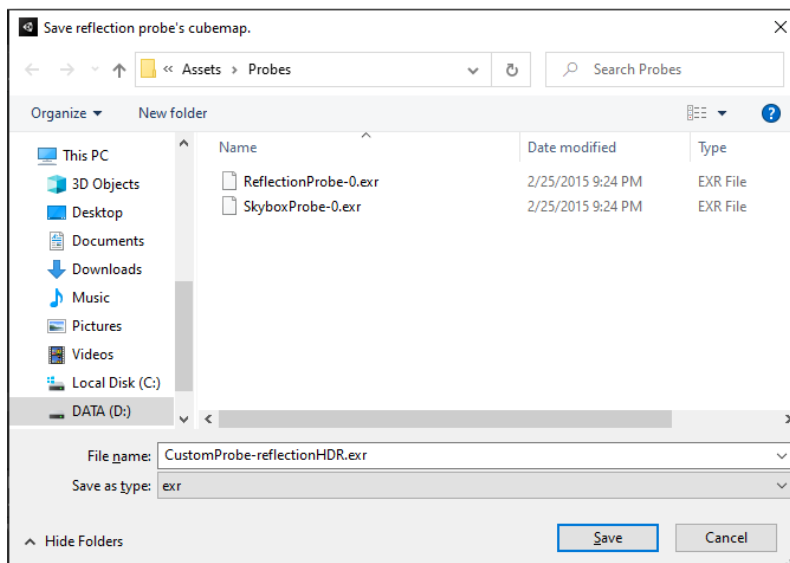 Save reflection probe's cubemap.
« Assets > Probes
Search Probes
Organize
New folder
This PC
3D Objects
Desktop
Documents
Downloads
Music
Pictures
Videos
Local Disk (C:)
DATA (D:)
Name Date modified Type
ReflectionProbe-0.exr 2/25/2015 9:24 PM EXR File
SkyboxProbe-0.exr 2/25/2015 9:24 PM EXR File
File name: CustomProbe-reflectionHDR.exr
Save as type: exr
Hide Folders
Save
Cancel